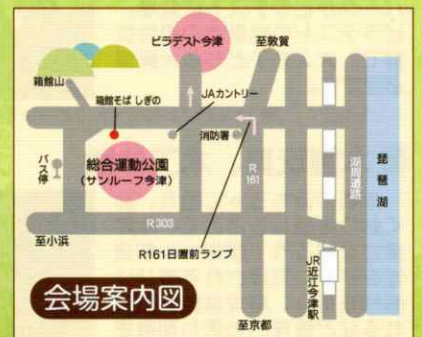 ビラデスト今津
至敦賀
箱館山
箱館そば しぎの
JAカントリー
消防署
バス停
総合運動公園
(サンルーフ今津)
R
161
湖周道路
琵琶湖
R303
至小浜
R161日置前ランプ
JR近江今津駅
会場案内図
至京都